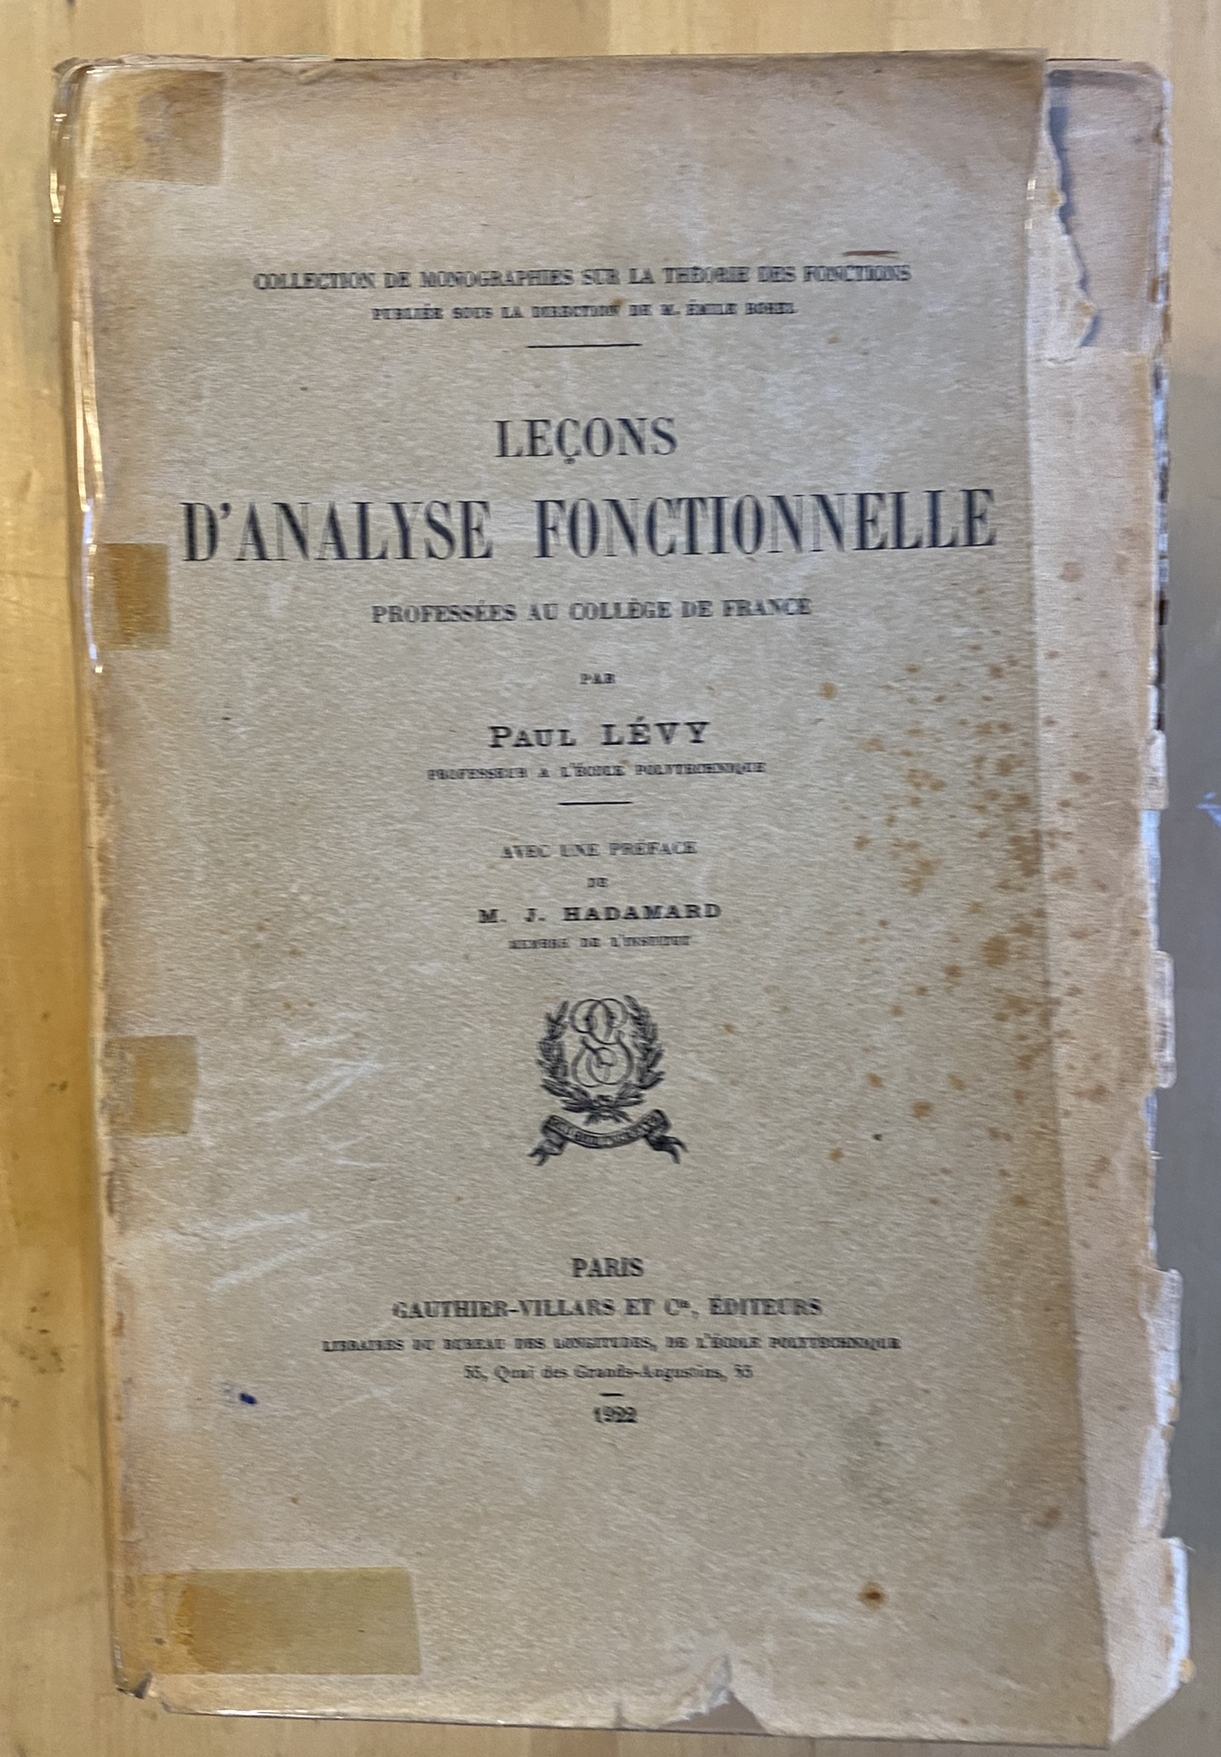 COLLECTION DE MONOGRAPHIES SUR LA THÉORIE DES FONCTIONS
PUBLIÉE SOUS LA DIRECTION DE M. ÉMILE BOREL
LEÇONS
D'ANALYSE FONCTIONNELLE
PROFESSÉES AU COLLÈGE DE FRANCE
PAR
PAUL LÉVY
PROFESSEUR A L'ÉCOLE POLYTECHNIQUE
AVEC UNE PRÉFACE
DE
M. J. HADAMARD
MEMBRE DE L'INSTITUT
PARIS
GAUTHIER-VILLARS ET Cie, ÉDITEURS
LIBRAIRES DU BUREAU DES LONGITUDES, DE L'ÉCOLE POLYTECHNIQUE
55, Quai des Grands-Augustins, 55
1922